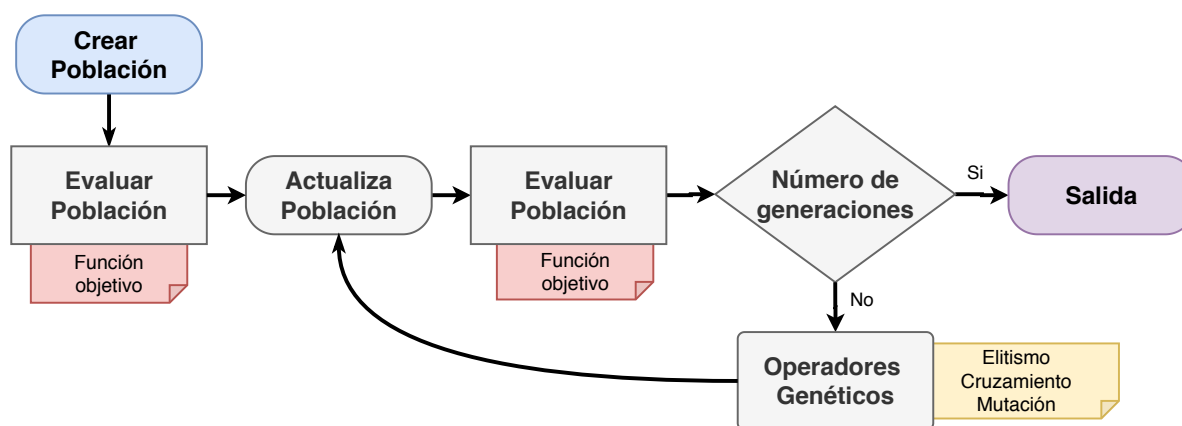 Crear
Población
Evaluar
Población
Función
objetivo
Actualiza
Población
Evaluar
Población
Función
objetivo
Número de
generaciones
Si
Salida
No
Operadores
Genéticos
Elitismo
Cruzamiento
Mutación